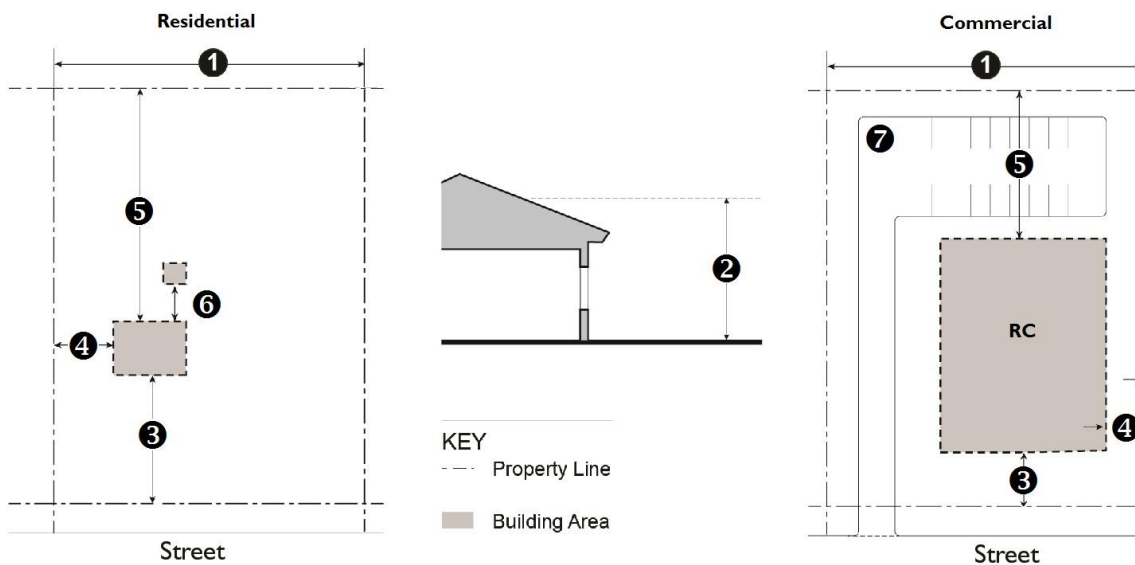 Residential
1
5
6
4
3
Street
2
KEY
Property Line
Building Area
Commercial
1
7
5
RC
4
3
Street